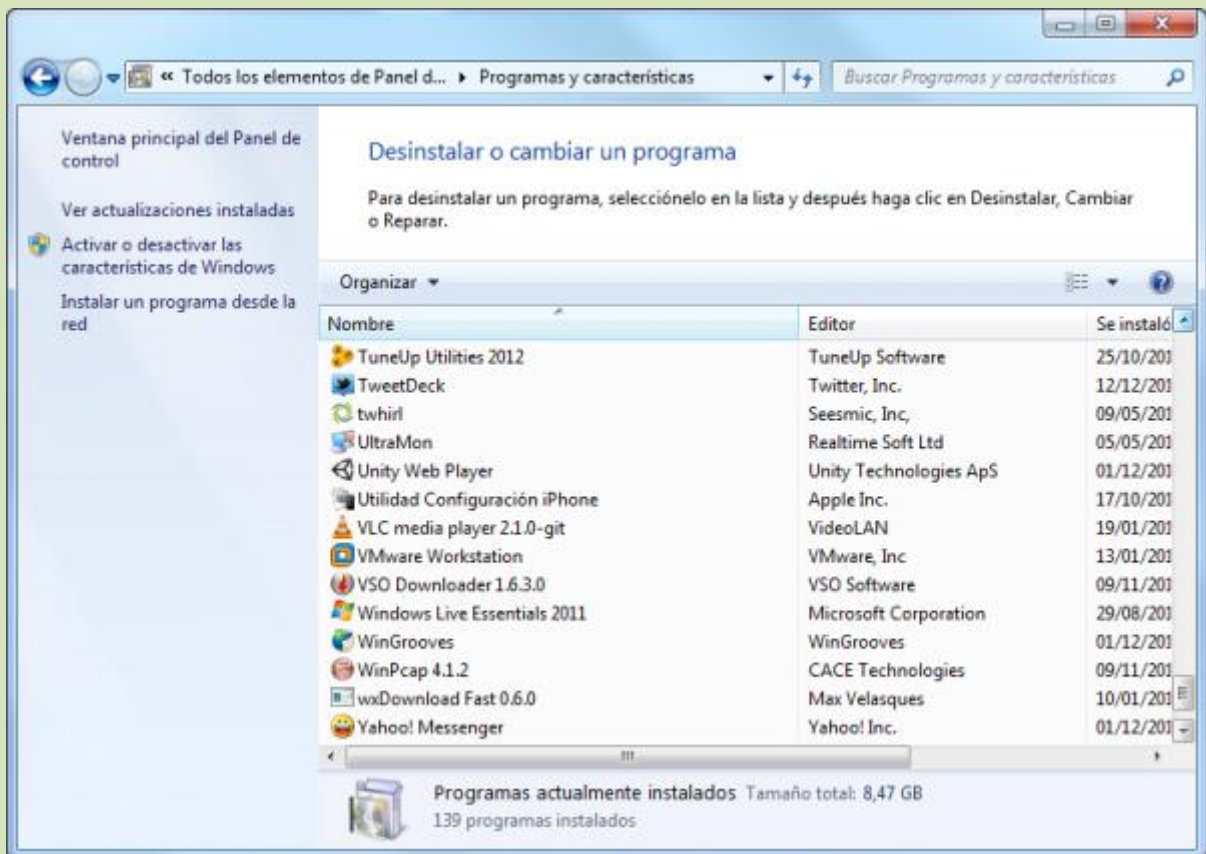 « Todos los elementos de Panel d... ▸ Programas y características
Buscar Programas y características
Ventana principal del Panel de
control
Ver actualizaciones instaladas
Activar o desactivar las
características de Windows
Instalar un programa desde la
red
Desinstalar o cambiar un programa
Para desinstalar un programa, selecciónelo en la lista y después haga clic en Desinstalar, Cambiar
o Reparar.
Organizar
Nombre Editor Se instaló
TuneUp Utilities 2012 TuneUp Software 25/10/201
TweetDeck Twitter, Inc. 12/12/201
twhirl Seesmic, Inc, 09/05/201
UltraMon Realtime Soft Ltd 05/05/201
Unity Web Player Unity Technologies ApS 01/12/201
Utilidad Configuración iPhone Apple Inc. 17/10/201
VLC media player 2.1.0-git VideoLAN 19/01/201
VMware Workstation VMware, Inc 13/01/201
VSO Downloader 1.6.3.0 VSO Software 09/11/201
Windows Live Essentials 2011 Microsoft Corporation 29/08/201
WinGrooves WinGrooves 01/12/201
WinPcap 4.1.2 CACE Technologies 09/11/201
wxDownload Fast 0.6.0 Max Velasques 10/01/201
Yahoo! Messenger Yahoo! Inc. 01/12/201
Programas actualmente instalados Tamaño total: 8,47 GB
139 programas instalados